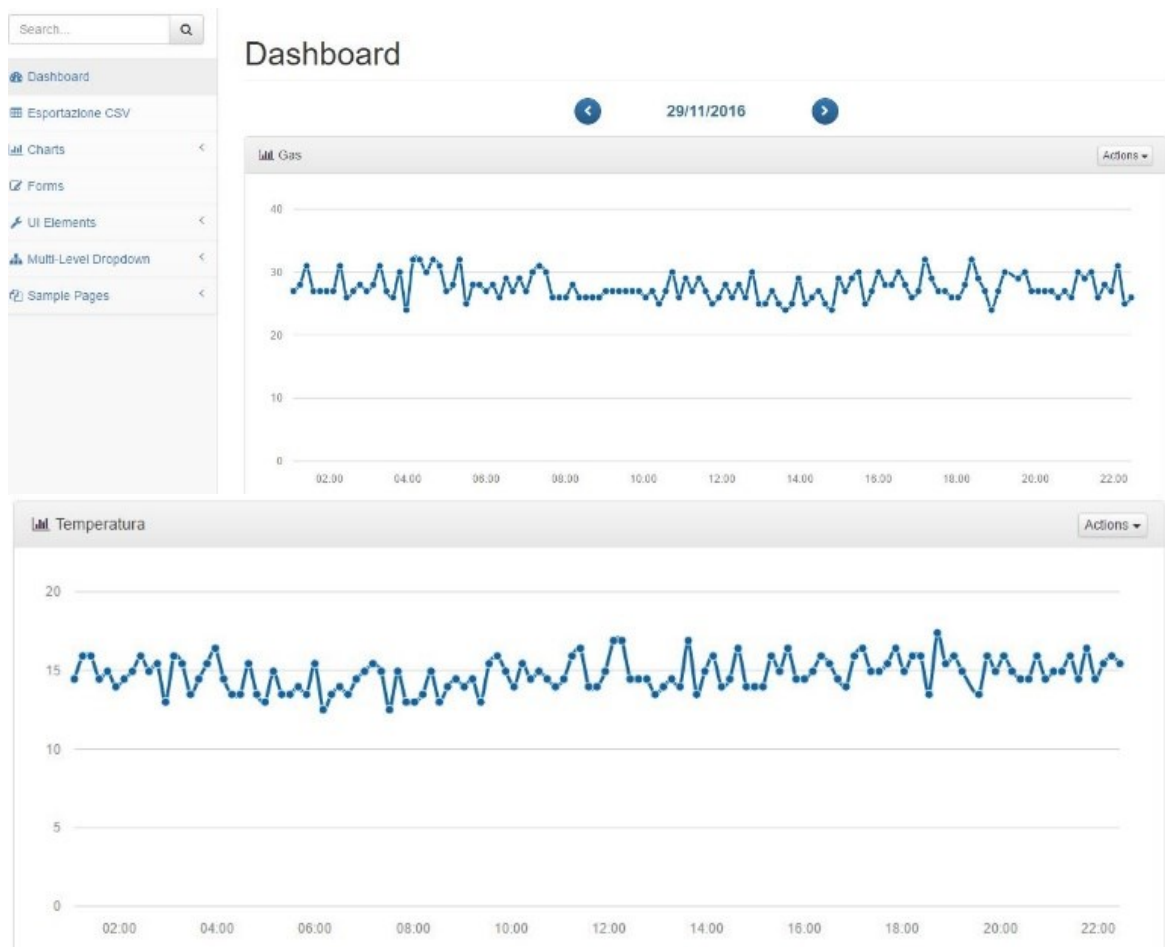 Search...
Dashboard
Esportazione CSV
Charts
Forms
UI Elements
Multi-Level Dropdown
Sample Pages
Dashboard
29/11/2016
Gas
Actions
40
30
20
10
0
02:00 04:00 06:00 08:00 10:00 12:00 14:00 16:00 18:00 20:00 22:00
Temperatura
Actions
20
15
10
5
0
02:00 04:00 06:00 08:00 10:00 12:00 14:00 16:00 18:00 20:00 22:00